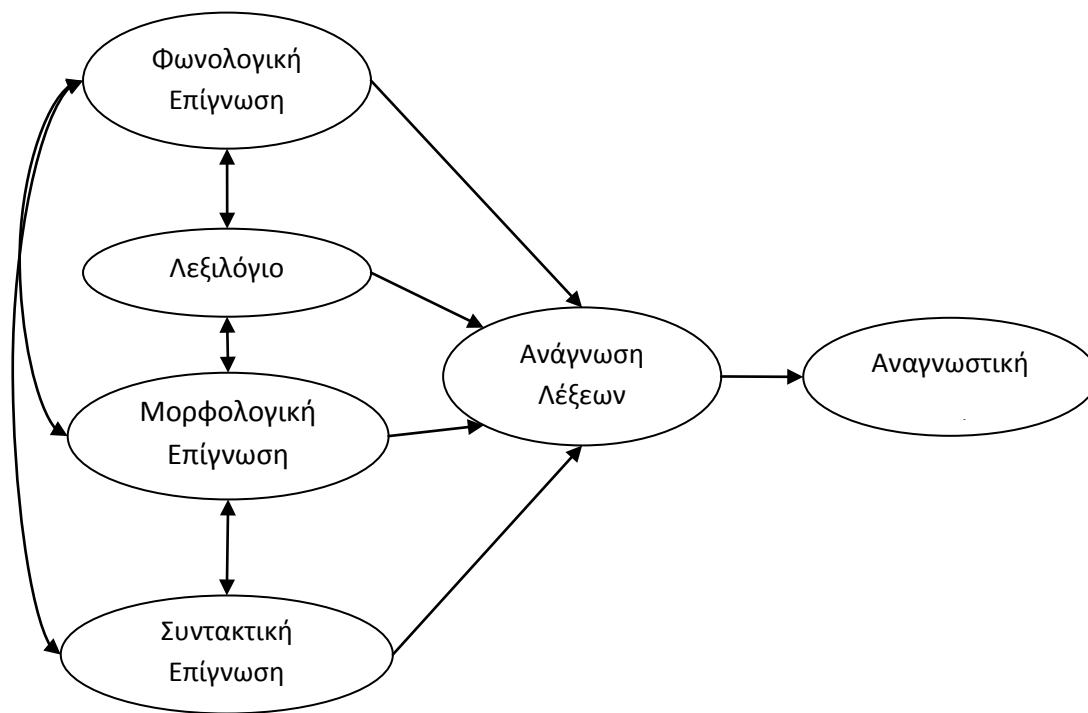 Φωνολογική
Επίγνωση
Λεξιλόγιο
Μορφολογική
Επίγνωση
Συντακτική
Επίγνωση
Ανάγνωση
Λέξεων
Αναγνωστική